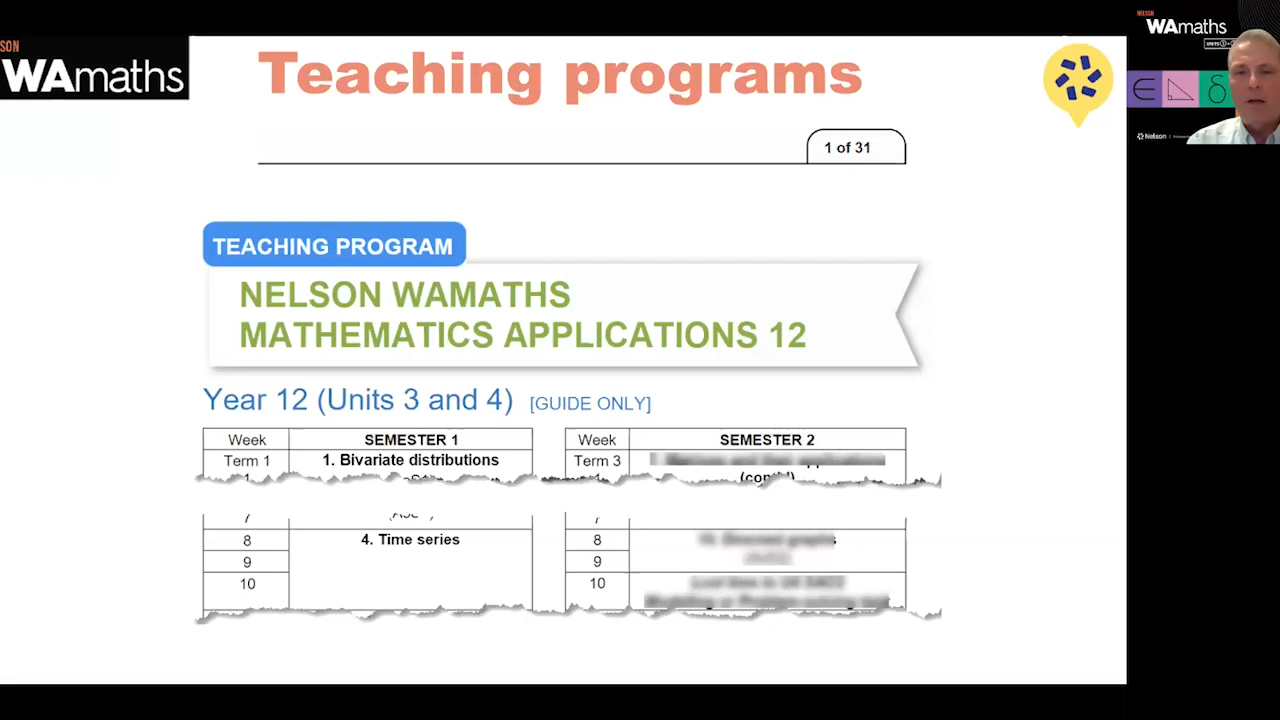 SON
WAmaths
Teaching programs
1 of 31
TEACHING PROGRAM
NELSON WAMATHS
MATHEMATICS APPLICATIONS 12
Year 12 (Units 3 and 4) [GUIDE ONLY]
Week SEMESTER 1
Term 1 1. Bivariate distributions
8 4. Time series
9
10
Week SEMESTER 2
Term 3
(cont'd)
8
9
10
NELSON
WAmaths
Nelson